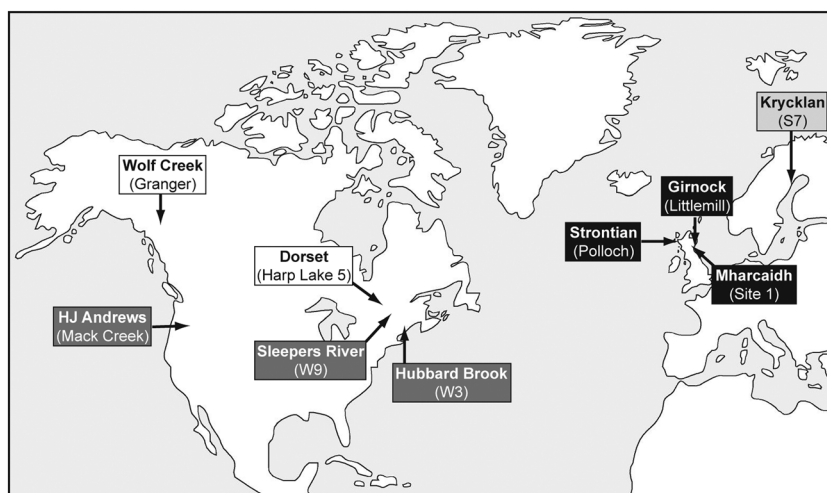 Krycklan
(S7)
Wolf Creek
(Granger)
Girnock
(Littlemill)
Strontian
(Polloch)
Dorset
(Harp Lake 5)
Mharcaidh
(Site 1)
HJ Andrews
(Mack Creek)
Sleepers River
(W9)
Hubbard Brook
(W3)